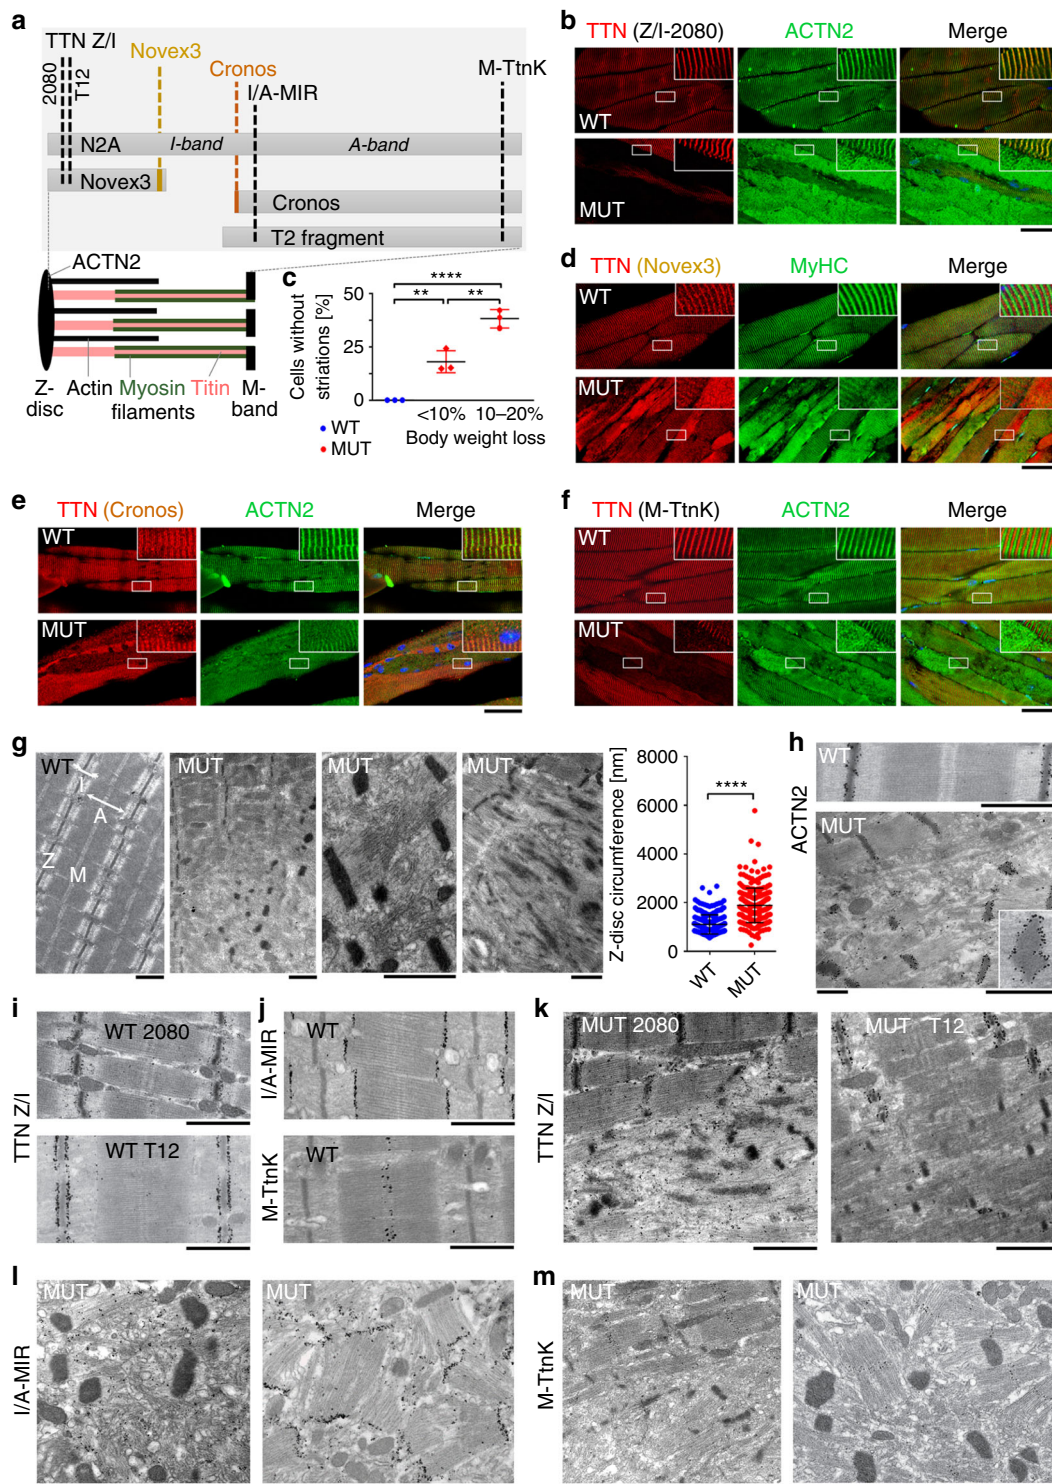 a
TTN Z/I
2080
T12
Novex3
Cronos
I/A-MIR
M-TtnK
N2A
I-band
A-band
Novex3
Cronos
T2 fragment
ACTN2
Z-disc
Actin
Myosin filaments
Titin
M-band
b
TTN (Z/I-2080)
ACTN2
Merge
WT
MUT
c
Cells without striations [%]
50
25
0
****
** **
<10% 10–20%
Body weight loss
WT
MUT
d
TTN (Novex3)
MyHC
Merge
WT
MUT
e
TTN (Cronos)
ACTN2
Merge
WT
MUT
f
TTN (M-TtnK)
ACTN2
Merge
WT
MUT
g
WT
I
A
Z
M
MUT
MUT
MUT
Z-disc circumference [nm]
8000
6000
4000
2000
0
****
WT
MUT
h
ACTN2
WT
MUT
i
TTN Z/I
WT 2080
WT T12
j
I/A-MIR
WT
M-TtnK
WT
k
TTN Z/I
MUT 2080
MUT T12
l
I/A-MIR
MUT
MUT
m
M-TtnK
MUT
MUT